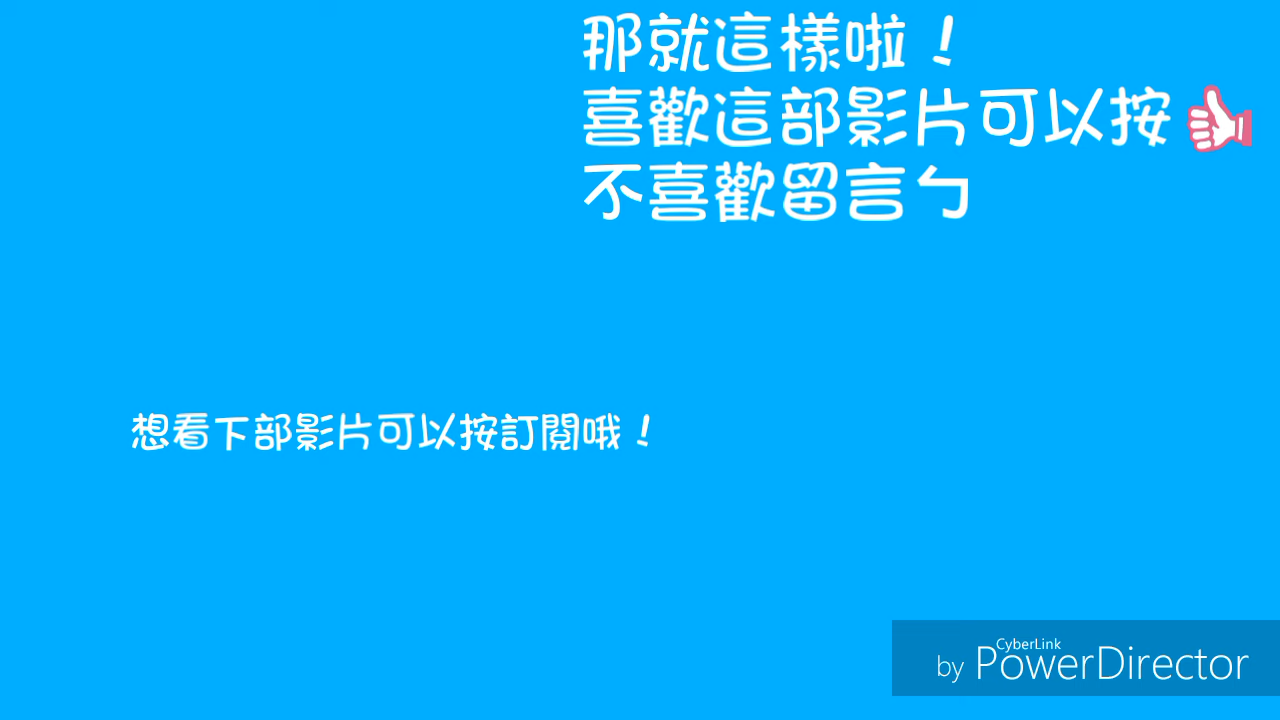 那就這樣啦！
喜歡這部影片可以按👍
不喜歡留言ㄅ
想看下部影片可以按訂閱哦！
CyberLink
by PowerDirector